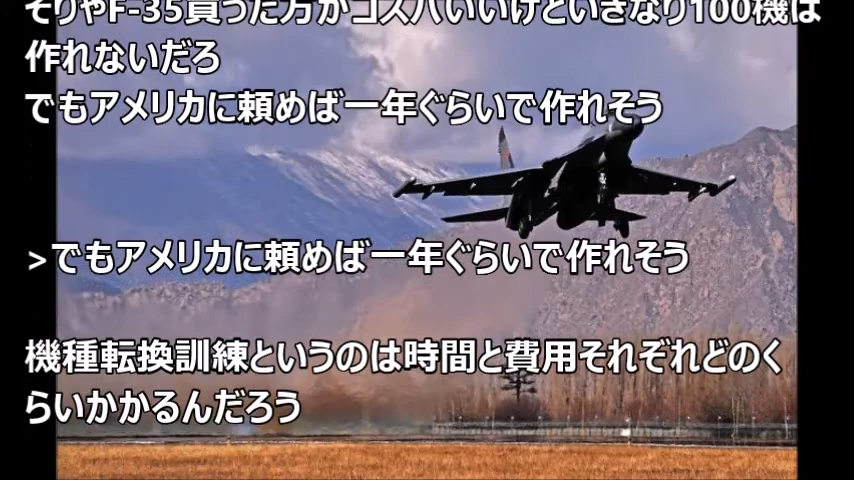 そりやF-35買った方がコスパいいけどいきなり100機は
作れないだろ
でもアメリカに頼めば一年ぐらいで作れそう
>でもアメリカに頼めば一年ぐらいで作れそう
機種転換訓練というのは時間と費用それぞれどのく
らいかかるんだろう